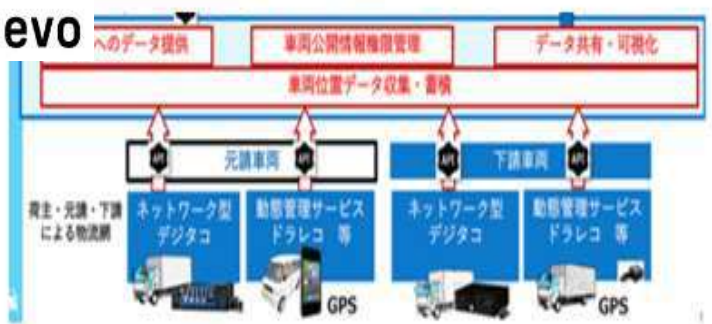 evo
へのデータ提供
車両公開情報権限管理
データ共有・可視化
車両位置データ収集・蓄積
API
元請車両
API
API
下請車両
API
荷主・元請・下請
による物流網
ネットワーク型
デジタコ
動態管理サービス
ドラレコ 等
ネットワーク型
デジタコ
動態管理サービス
ドラレコ 等
GPS
GPS